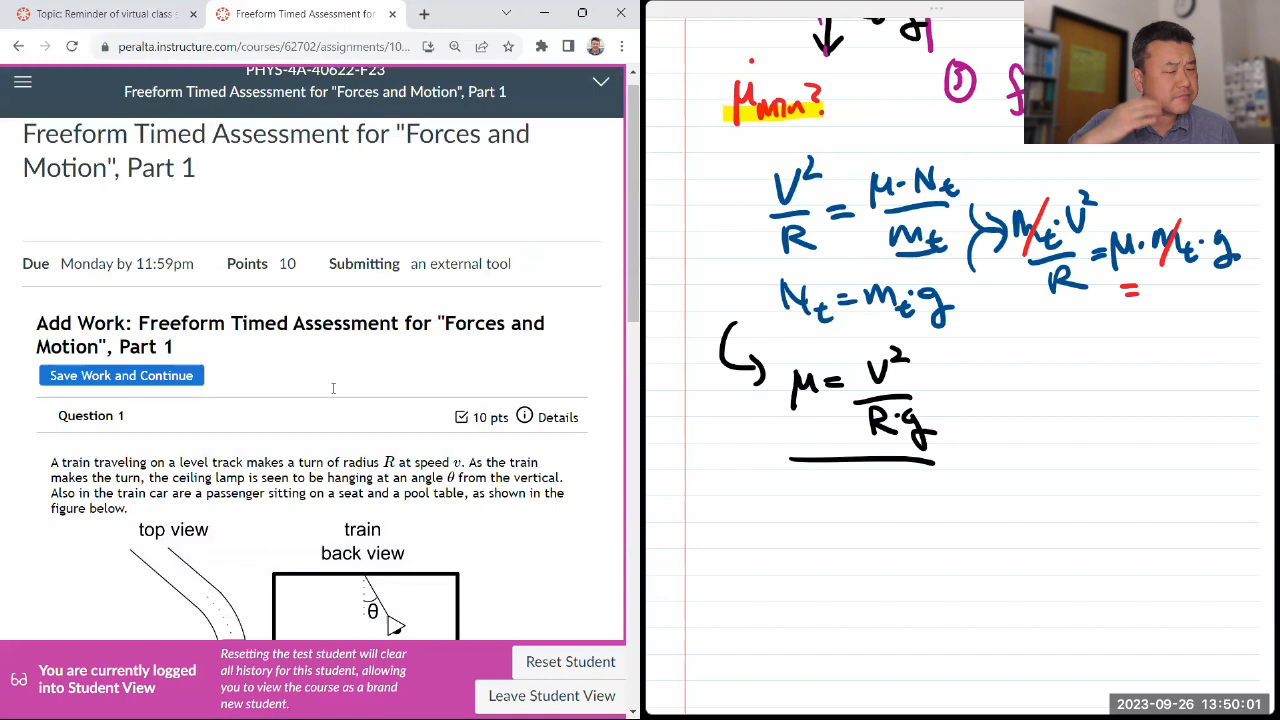 Topic: Reminder of virtual class
Freeform Timed Assessment for "
peralta.instructure.com/courses/62702/assignments/10...
PHYS-4A-40622-F23
Freeform Timed Assessment for "Forces and Motion", Part 1
Freeform Timed Assessment for "Forces and
Motion", Part 1
Due Monday by 11:59pm Points 10 Submitting an external tool
Add Work: Freeform Timed Assessment for "Forces and
Motion", Part 1
Save Work and Continue
Question 1 10 pts Details
A train traveling on a level track makes a turn of radius R at speed v. As the train
makes the turn, the ceiling lamp is seen to be hanging at an angle θ from the vertical.
Also in the train car are a passenger sitting on a seat and a pool table, as shown in the
figure below.
top view
train
back view
θ
You are currently logged
into Student View
Resetting the test student will clear
all history for this student, allowing
you to view the course as a brand
new student.
Reset Student
Leave Student View
g
μmin?
③ f
V²/R = μ·Nt/mt
mt·V²/R = μ·mt·g
Nt = mt·g
μ = V²/R·g
2023-09-26 13:50:01